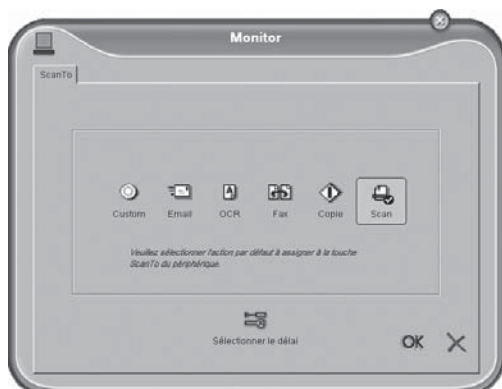 Monitor
ScanTo
Custom Email OCR Fax Copie Scan
Veuillez sélectionner l'action par défaut à assigner à la touche
ScanTo du périphérique.
Sélectionner le délai
OK